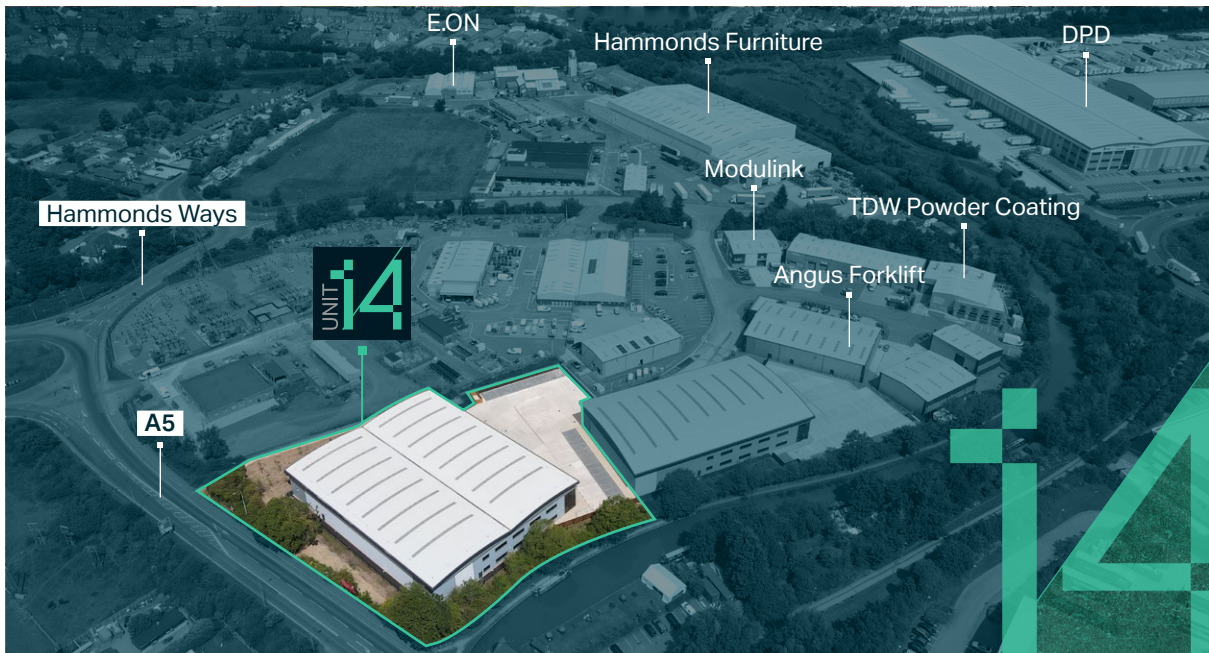 E.ON
Hammonds Furniture
DPD
Modulink
Hammonds Ways
TDW Powder Coating
UNIT i4
Angus Forklift
A5
i4